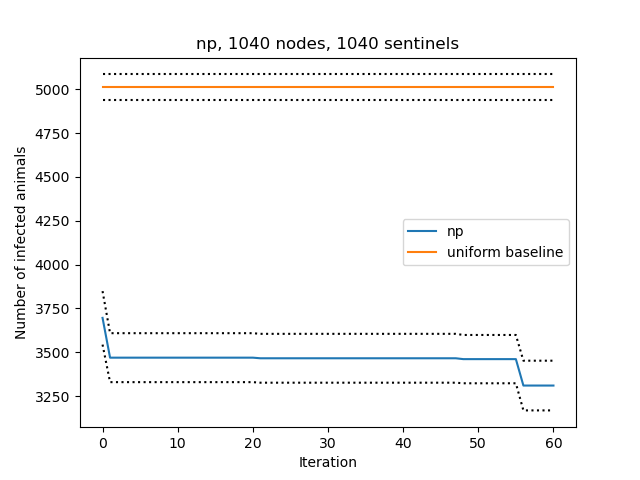 np, 1040 nodes, 1040 sentinels
Number of infected animals
5000
4750
4500
4250
4000
3750
3500
3250
np
uniform baseline
0 10 20 30 40 50 60
Iteration